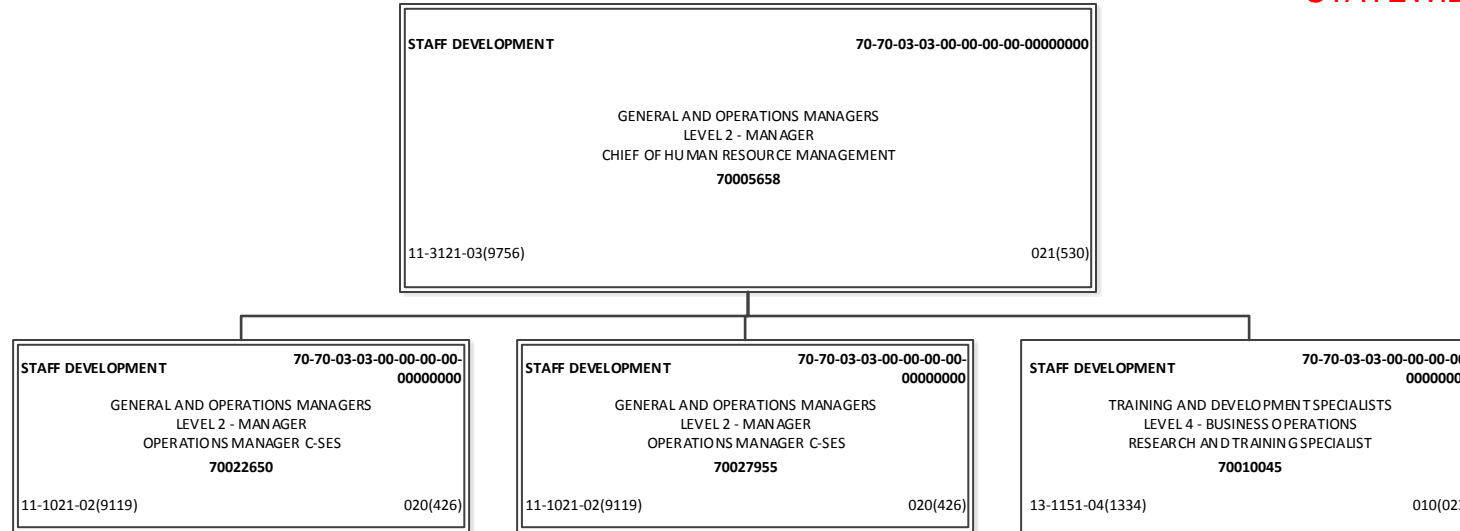 STAFF DEVELOPMENT 70-70-03-03-00-00-00-00-00000000
GENERAL AND OPERATIONS MANAGERS
LEVEL 2 - MANAGER
CHIEF OF HUMAN RESOURCE MANAGEMENT
70005658
11-3121-03(9756) 021(530)
STAFF DEVELOPMENT 70-70-03-03-00-00-00-00-
00000000
GENERAL AND OPERATIONS MANAGERS
LEVEL 2 - MANAGER
OPERATIONS MANAGER C-SES
70022650
11-1021-02(9119) 020(426)
STAFF DEVELOPMENT 70-70-03-03-00-00-00-00-
00000000
GENERAL AND OPERATIONS MANAGERS
LEVEL 2 - MANAGER
OPERATIONS MANAGER C-SES
70027955
11-1021-02(9119) 020(426)
STAFF DEVELOPMENT 70-70-03-03-00-00-00-00
0000000
TRAINING AND DEVELOPMENT SPECIALISTS
LEVEL 4 - BUSINESS OPERATIONS
RESEARCH AND TRAINING SPECIALIST
70010045
13-1151-04(1334)